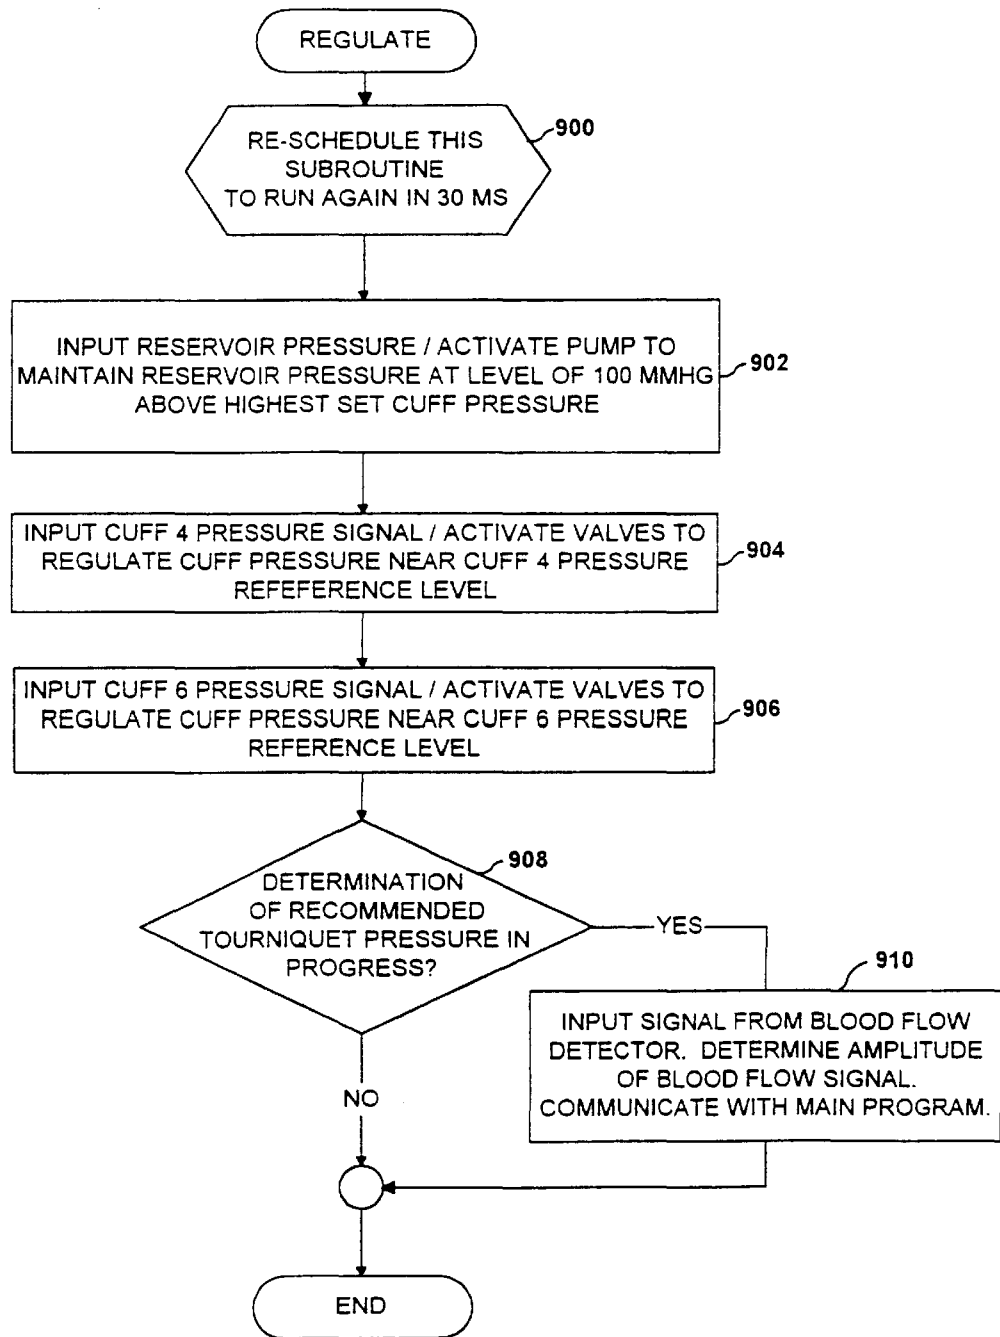 REGULATE
900
RE-SCHEDULE THIS
SUBROUTINE
TO RUN AGAIN IN 30 MS
INPUT RESERVOIR PRESSURE / ACTIVATE PUMP TO
MAINTAIN RESERVOIR PRESSURE AT LEVEL OF 100 MMHG
ABOVE HIGHEST SET CUFF PRESSURE
902
INPUT CUFF 4 PRESSURE SIGNAL / ACTIVATE VALVES TO
REGULATE CUFF PRESSURE NEAR CUFF 4 PRESSURE
REFEFERENCE LEVEL
904
INPUT CUFF 6 PRESSURE SIGNAL / ACTIVATE VALVES TO
REGULATE CUFF PRESSURE NEAR CUFF 6 PRESSURE
REFERENCE LEVEL
906
908
DETERMINATION
OF RECOMMENDED
TOURNIQUET PRESSURE IN
PROGRESS?
YES
910
INPUT SIGNAL FROM BLOOD FLOW
DETECTOR. DETERMINE AMPLITUDE
OF BLOOD FLOW SIGNAL.
COMMUNICATE WITH MAIN PROGRAM.
NO
END